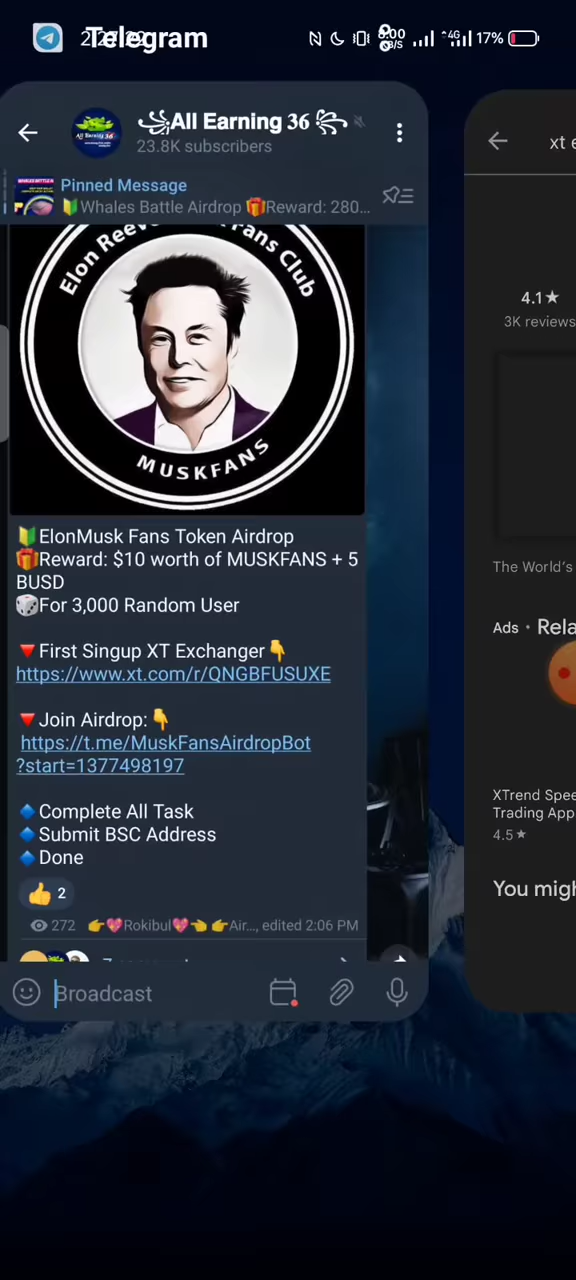 Telegram
17%
꧁All Earning 36꧂
23.8K subscribers
Pinned Message
🔰Whales Battle Airdrop 🎁Reward: 280...
Fans Club
MUSKFANS
🔰ElonMusk Fans Token Airdrop
🎁Reward: $10 worth of MUSKFANS + 5
BUSD
🎲For 3,000 Random User
🔻First Singup XT Exchanger👇
https://www.xt.com/r/QNGBFUSUXE
🔻Join Airdrop:👇
https://t.me/MuskFansAirdropBot
?start=1377498197
🔹Complete All Task
🔹Submit BSC Address
🔹Done
👍 2
272 👉💖Rokibul💖👈 👉Air..., edited 2:06 PM
Broadcast
xt e
4.1★
3K reviews
The World's
Ads • Rela
XTrend Spee
Trading App
4.5★
You migh